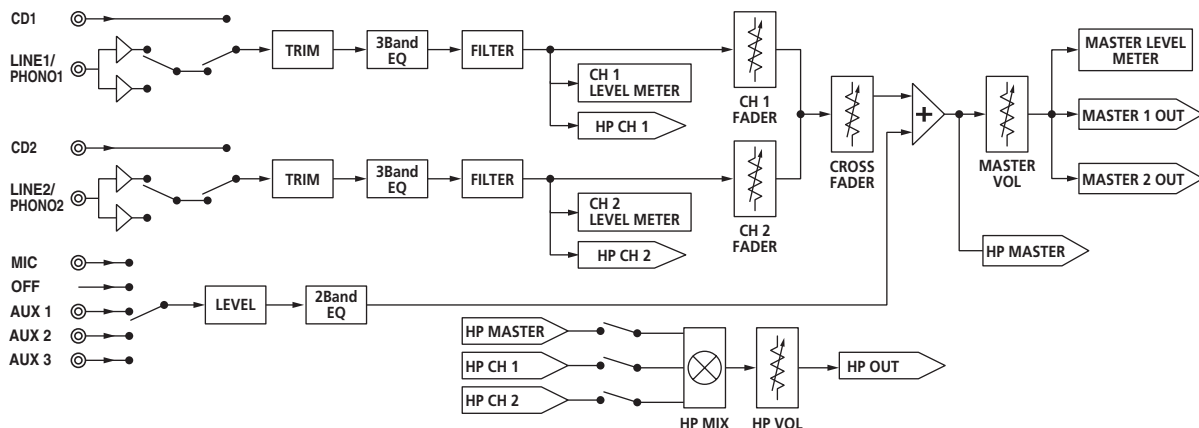 CD1
LINE1/
PHONO1
TRIM
3Band
EQ
FILTER
CH 1
LEVEL METER
HP CH 1
CH 1
FADER
CD2
LINE2/
PHONO2
TRIM
3Band
EQ
FILTER
CH 2
LEVEL METER
HP CH 2
CH 2
FADER
CROSS
FADER
+
MASTER
VOL
MASTER LEVEL
METER
MASTER 1 OUT
MASTER 2 OUT
HP MASTER
MIC
OFF
AUX 1
AUX 2
AUX 3
LEVEL
2Band
EQ
HP MASTER
HP CH 1
HP CH 2
HP MIX
HP VOL
HP OUT